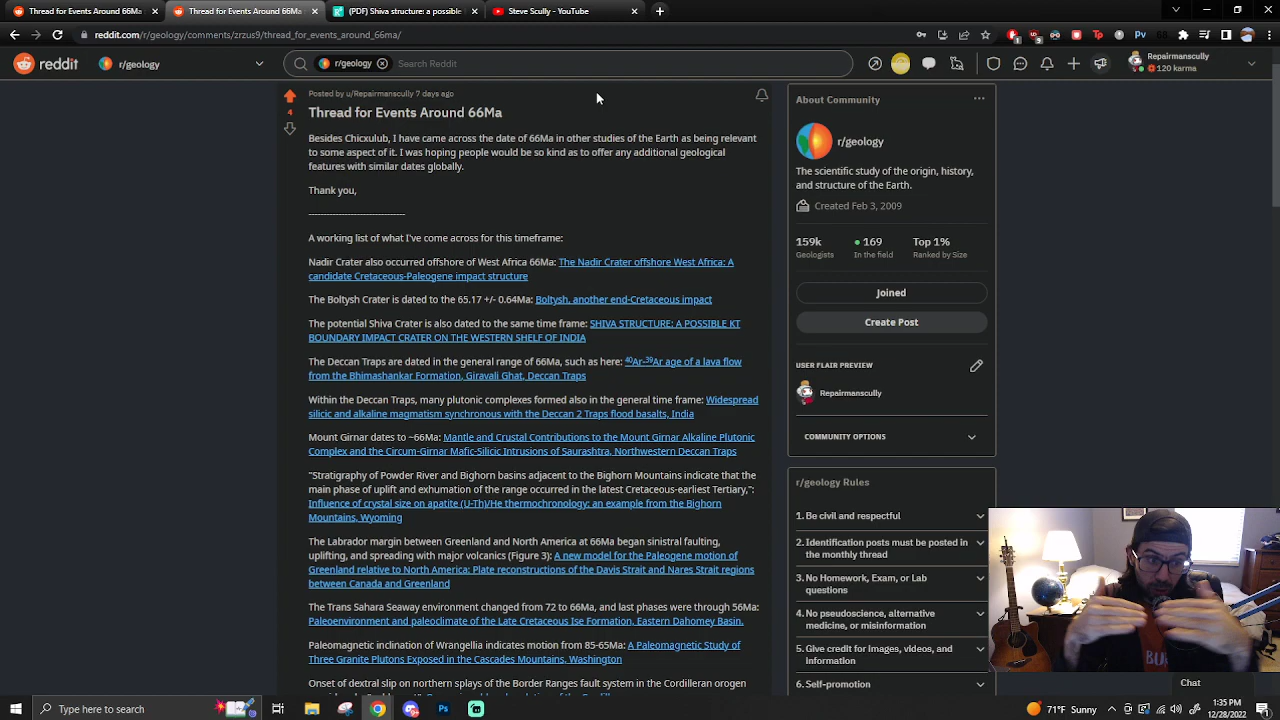 Thread for Events Around 66Ma
Thread for Events Around 66Ma
(PDF) Shiva structure: a possible
Steve Scully - YouTube
reddit.com/r/geology/comments/zrzus9/thread_for_events_around_66ma/
reddit
r/geology
r/geology
Search Reddit
Repairmanscully
120 karma
Posted by u/Repairmanscully 7 days ago
4
Thread for Events Around 66Ma
Besides Chicxulub, I have came across the date of 66Ma in other studies of the Earth as being relevant
to some aspect of it. I was hoping people would be so kind as to offer any additional geological
features with similar dates globally.
Thank you,
--------------------------------
A working list of what I've come across for this timeframe:
Nadir Crater also occurred offshore of West Africa 66Ma: The Nadir Crater offshore West Africa: A
candidate Cretaceous-Paleogene impact structure
The Boltysh Crater is dated to the 65.17 +/- 0.64Ma: Boltysh, another end-Cretaceous impact
The potential Shiva Crater is also dated to the same time frame: SHIVA STRUCTURE: A POSSIBLE KT
BOUNDARY IMPACT CRATER ON THE WESTERN SHELF OF INDIA
The Deccan Traps are dated in the general range of 66Ma, such as here: 40Ar-39Ar age of a lava flow
from the Bhimashankar Formation, Giravali Ghat, Deccan Traps
Within the Deccan Traps, many plutonic complexes formed also in the general time frame: Widespread
silicic and alkaline magmatism synchronous with the Deccan 2 Traps flood basalts, India
Mount Girnar dates to ~66Ma: Mantle and Crustal Contributions to the Mount Girnar Alkaline Plutonic
Complex and the Circum-Girnar Mafic-Silicic Intrusions of Saurashtra, Northwestern Deccan Traps
"Stratigraphy of Powder River and Bighorn basins adjacent to the Bighorn Mountains indicate that the
main phase of uplift and exhumation of the range occurred in the latest Cretaceous-earliest Tertiary,":
Influence of crystal size on apatite (U-Th)/He thermochronology: an example from the Bighorn
Mountains, Wyoming
The Labrador margin between Greenland and North America at 66Ma began sinistral faulting,
uplifting, and spreading with major volcanics (Figure 3): A new model for the Paleogene motion of
Greenland relative to North America: Plate reconstructions of the Davis Strait and Nares Strait regions
between Canada and Greenland
The Trans Sahara Seaway environment changed from 72 to 66Ma, and last phases were through 56Ma:
Paleoenvironment and paleoclimate of the Late Cretaceous Ise Formation, Eastern Dahomey Basin.
Paleomagnetic inclination of Wrangellia indicates motion from 85-65Ma: A Paleomagnetic Study of
Three Granite Plutons Exposed in the Cascades Mountains, Washington
Onset of dextral slip on northern splays of the Border Ranges fault system in the Cordilleran orogen
About Community
r/geology
The scientific study of the origin, history,
and structure of the Earth.
Created Feb 3, 2009
159k
169
Top 1%
Geologists
In the field
Ranked by Size
Joined
Create Post
USER FLAIR PREVIEW
Repairmanscully
COMMUNITY OPTIONS
r/geology Rules
1. Be civil and respectful
2. Identification posts must be posted in
the monthly thread
3. No Homework, Exam, or Lab
questions
4. No pseudoscience, alternative
medicine, or misinformation
5. Give credit for images, videos, and
information
6. Self-promotion
Chat
Type here to search
71°F Sunny
1:35 PM
12/28/2022